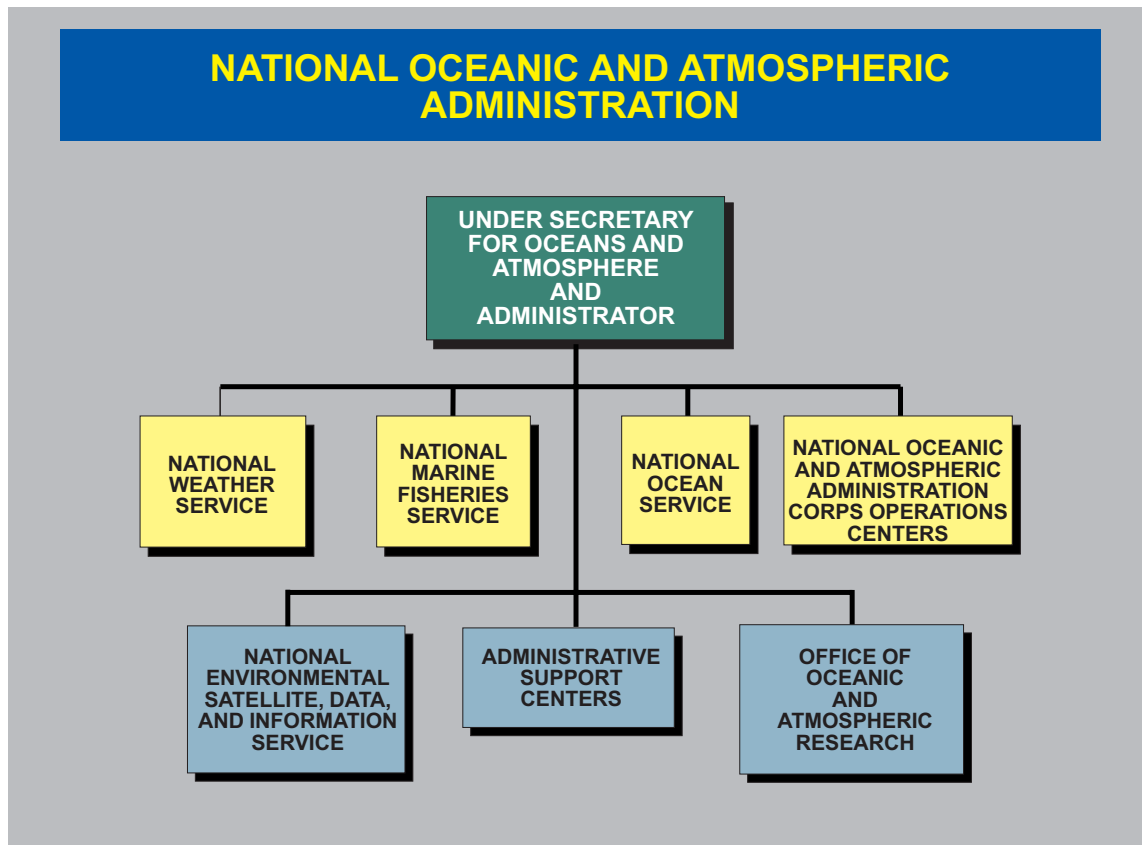 NATIONAL OCEANIC AND ATMOSPHERIC
ADMINISTRATION
UNDER SECRETARY
FOR OCEANS AND
ATMOSPHERE
AND
ADMINISTRATOR
NATIONAL
WEATHER
SERVICE
NATIONAL
MARINE
FISHERIES
SERVICE
NATIONAL
OCEAN
SERVICE
NATIONAL OCEANIC
AND ATMOSPHERIC
ADMINISTRATION
CORPS OPERATIONS
CENTERS
NATIONAL
ENVIRONMENTAL
SATELLITE, DATA,
AND INFORMATION
SERVICE
ADMINISTRATIVE
SUPPORT
CENTERS
OFFICE OF
OCEANIC
AND
ATMOSPHERIC
RESEARCH